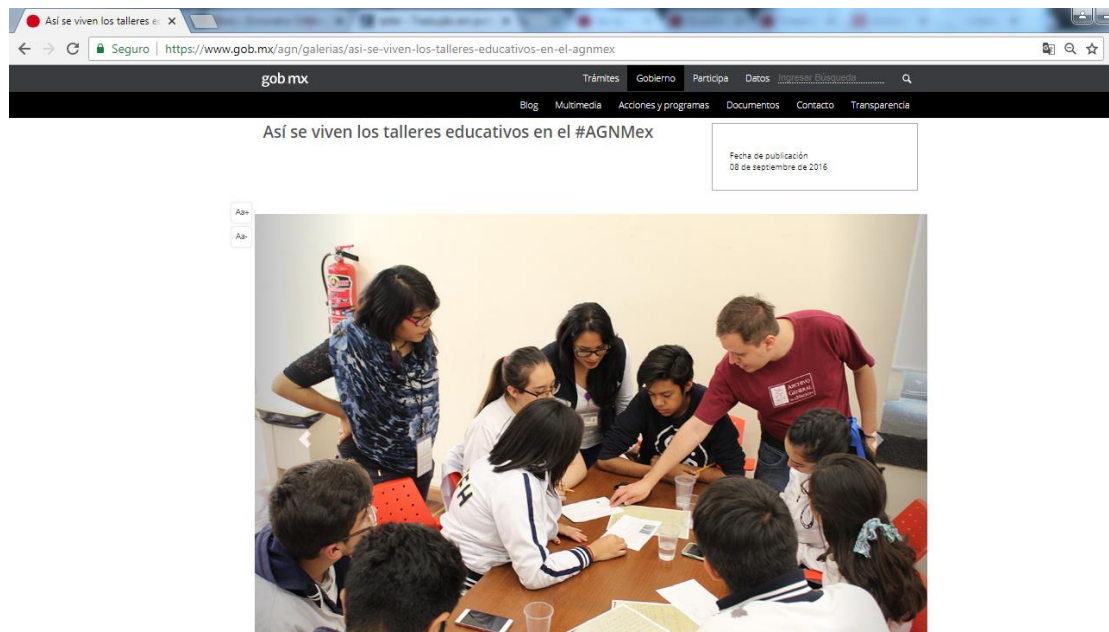 Así se viven los talleres e
Seguro | https://www.gob.mx/agn/galerias/asi-se-viven-los-talleres-educativos-en-el-agnmex
gob mx
Trámites Gobierno Participa Datos Ingresar Búsqueda
Blog Multimedia Acciones y programas Documentos Contacto Transparencia
Así se viven los talleres educativos en el #AGNMex
Fecha de publicación
08 de septiembre de 2016
Aa+
Aa-
ARCHIVO
GENERAL